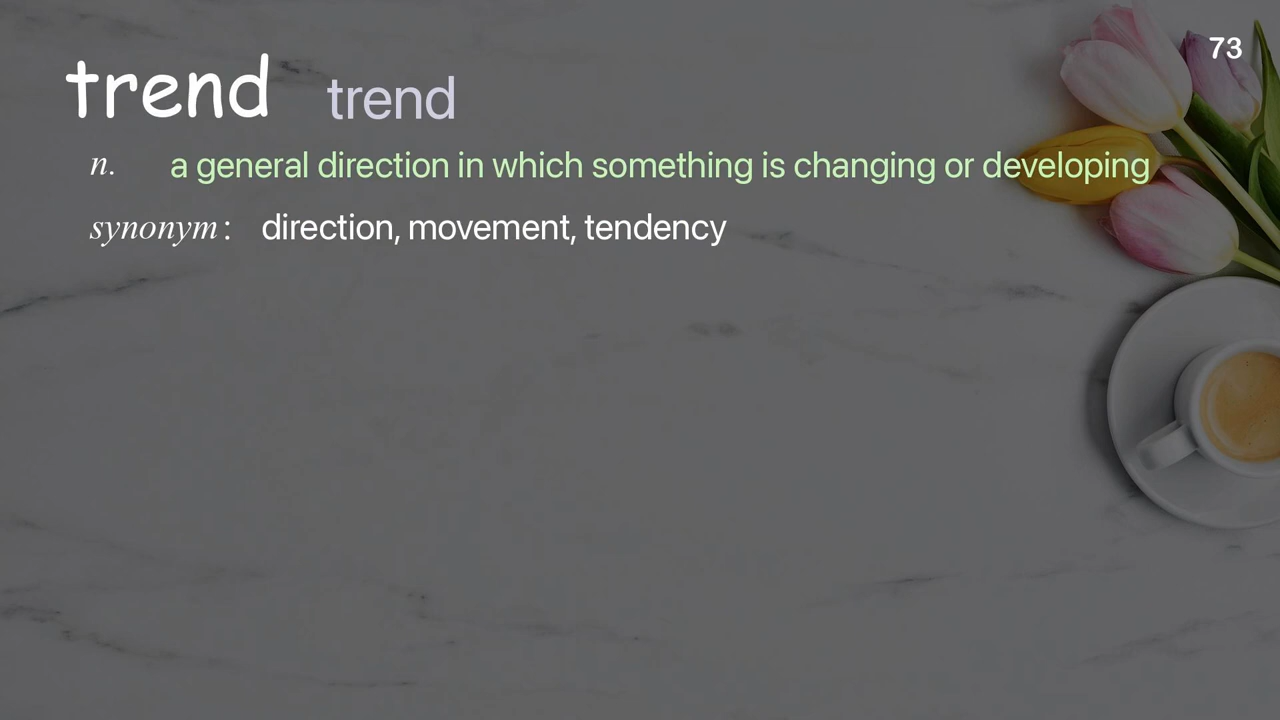 73
trend trend
n. a general direction in which something is changing or developing
synonym: direction, movement, tendency